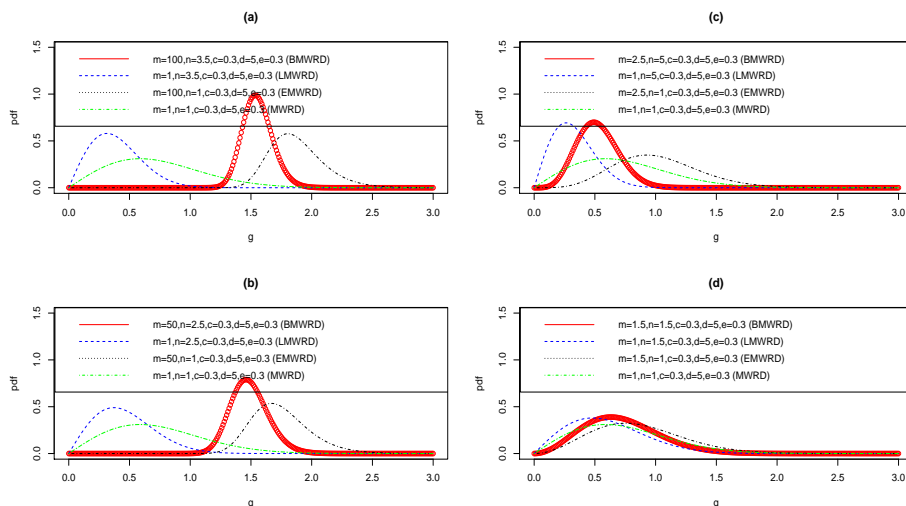 (a)
1.5
1.0
0.5
0.0
pdf
m=100,n=3.5,c=0.3,d=5,e=0.3 (BMWRD)
m=1,n=3.5,c=0.3,d=5,e=0.3 (LMWRD)
m=100,n=1,c=0.3,d=5,e=0.3 (EMWRD)
m=1,n=1,c=0.3,d=5,e=0.3 (MWRD)
0.0 0.5 1.0 1.5 2.0 2.5 3.0
g
(c)
1.5
1.0
0.5
0.0
pdf
m=2.5,n=5,c=0.3,d=5,e=0.3 (BMWRD)
m=1,n=5,c=0.3,d=5,e=0.3 (LMWRD)
m=2.5,n=1,c=0.3,d=5,e=0.3 (EMWRD)
m=1,n=1,c=0.3,d=5,e=0.3 (MWRD)
0.0 0.5 1.0 1.5 2.0 2.5 3.0
g
(b)
1.5
1.0
0.5
0.0
pdf
m=50,n=2.5,c=0.3,d=5,e=0.3 (BMWRD)
m=1,n=2.5,c=0.3,d=5,e=0.3 (LMWRD)
m=50,n=1,c=0.3,d=5,e=0.3 (EMWRD)
m=1,n=1,c=0.3,d=5,e=0.3 (MWRD)
0.0 0.5 1.0 1.5 2.0 2.5 3.0
g
(d)
1.5
1.0
0.5
0.0
pdf
m=1.5,n=1.5,c=0.3,d=5,e=0.3 (BMWRD)
m=1,n=1.5,c=0.3,d=5,e=0.3 (LMWRD)
m=1.5,n=1,c=0.3,d=5,e=0.3 (EMWRD)
m=1,n=1,c=0.3,d=5,e=0.3 (MWRD)
0.0 0.5 1.0 1.5 2.0 2.5 3.0
g